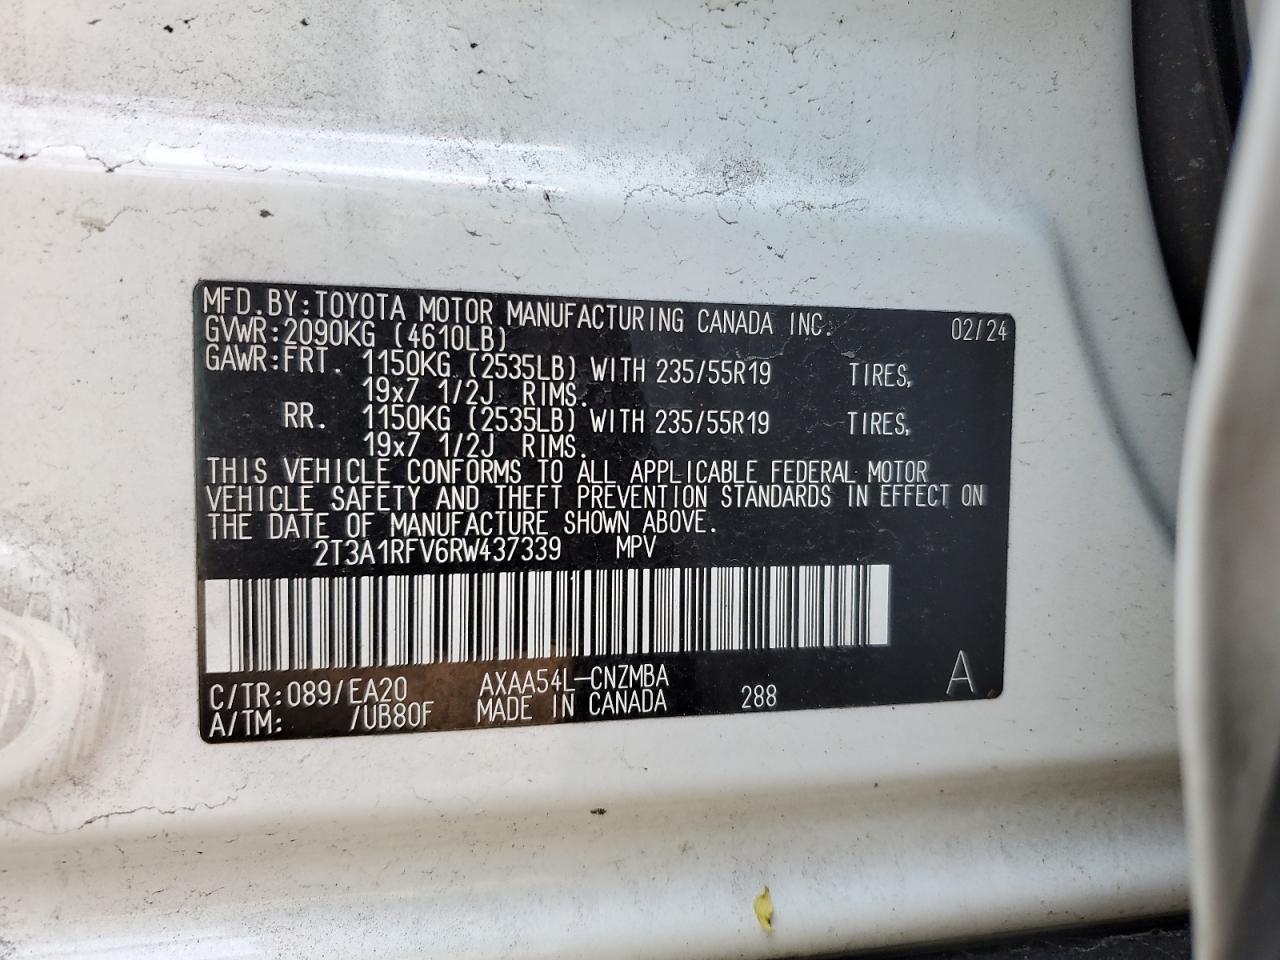 MFD.BY:TOYOTA MOTOR MANUFACTURING CANADA INC. 02/24
GVWR:2090KG (4610LB)
GAWR:FRT. 1150KG (2535LB) WITH 235/55R19 TIRES,
19x7 1/2J RIMS.
RR. 1150KG (2535LB) WITH 235/55R19 TIRES,
19x7 1/2J RIMS.
THIS VEHICLE CONFORMS TO ALL APPLICABLE FEDERAL MOTOR
VEHICLE SAFETY AND THEFT PREVENTION STANDARDS IN EFFECT ON
THE DATE OF MANUFACTURE SHOWN ABOVE.
2T3A1RFV6RW437339 MPV
C/TR:089/EA20 AXAA54L-CNZMBA
A/TM: /UB80F MADE IN CANADA 288 A